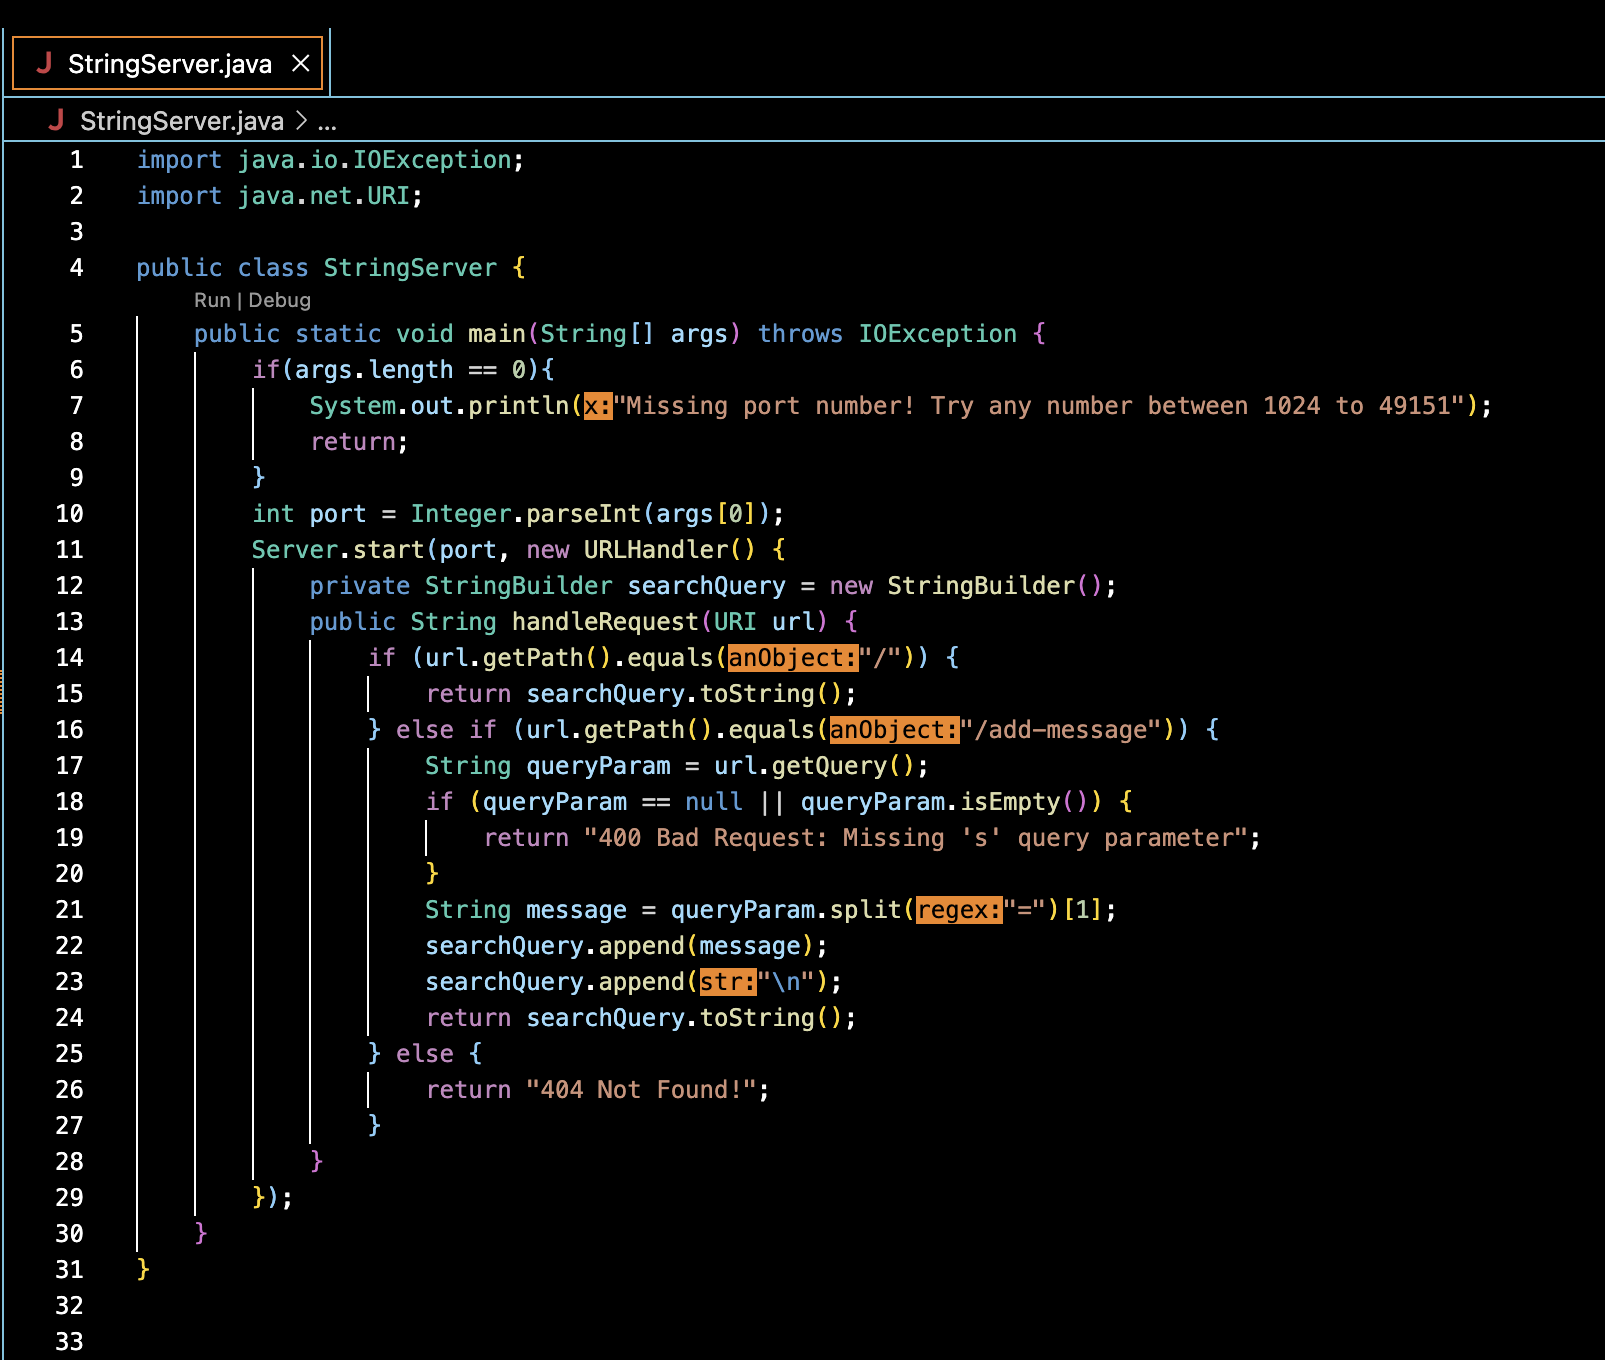 J StringServer.java ×
J StringServer.java > ...
1 import java.io.IOException;
2 import java.net.URI;
3
4 public class StringServer {
Run | Debug
5 public static void main(String[] args) throws IOException {
6 if(args.length == 0){
7 System.out.println(x:"Missing port number! Try any number between 1024 to 49151");
8 return;
9 }
10 int port = Integer.parseInt(args[0]);
11 Server.start(port, new URLHandler() {
12 private StringBuilder searchQuery = new StringBuilder();
13 public String handleRequest(URI url) {
14 if (url.getPath().equals(anObject:"/")) {
15 return searchQuery.toString();
16 } else if (url.getPath().equals(anObject:"/add-message")) {
17 String queryParam = url.getQuery();
18 if (queryParam == null || queryParam.isEmpty()) {
19 return "400 Bad Request: Missing 's' query parameter";
20 }
21 String message = queryParam.split(regex:"=")[1];
22 searchQuery.append(message);
23 searchQuery.append(str:"\n");
24 return searchQuery.toString();
25 } else {
26 return "404 Not Found!";
27 }
28 }
29 });
30 }
31 }
32
33